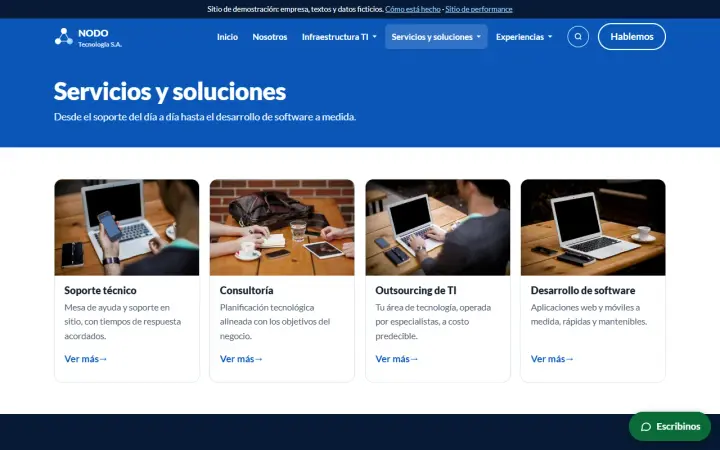 Sitio de demostración: empresa, textos y datos ficticios. Cómo está hecho · Sitio de performance
NODO
Tecnología S.A.
Inicio
Nosotros
Infraestructura TI
Servicios y soluciones
Experiencias
Hablemos
Servicios y soluciones
Desde el soporte del día a día hasta el desarrollo de software a medida.
Soporte técnico
Mesa de ayuda y soporte en
sitio, con tiempos de respuesta
acordados.
Ver más→
Consultoría
Planificación tecnológica
alineada con los objetivos del
negocio.
Ver más→
Outsourcing de TI
Tu área de tecnología, operada
por especialistas, a costo
predecible.
Ver más→
Desarrollo de software
Aplicaciones web y móviles a
medida, rápidas y mantenibles.
Ver más→
Escribinos